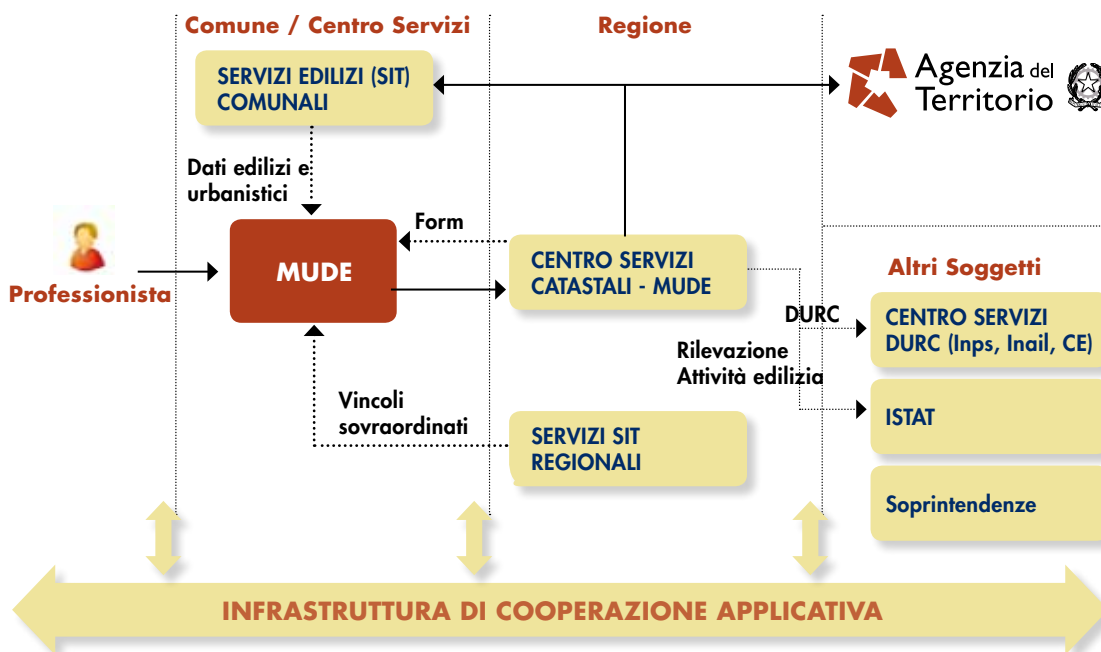 Comune / Centro Servizi
Regione
SERVIZI EDILIZI (SIT)
COMUNALI
Agenzia del
Territorio
Dati edilizi e
urbanistici
Form
MUDE
Professionista
CENTRO SERVIZI
CATASTALI - MUDE
Altri Soggetti
DURC
CENTRO SERVIZI
DURC (Inps, Inail, CE)
Rilevazione
Attività edilizia
ISTAT
Vincoli
sovraordinati
SERVIZI SIT
REGIONALI
Soprintendenze
INFRASTRUTTURA DI COOPERAZIONE APPLICATIVA